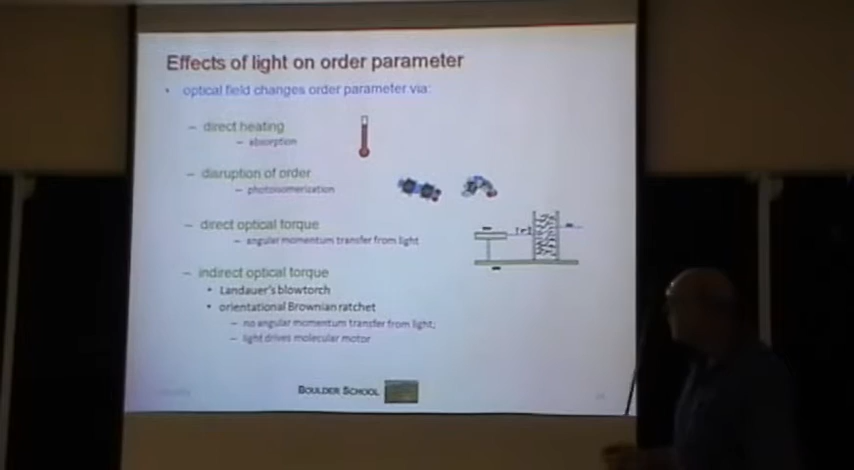 Effects of light on order parameter
• optical field changes order parameter via:
– direct heating
– absorption
– disruption of order
– photoisomerization
– direct optical torque
– angular momentum transfer from light
– indirect optical torque
• Landauer's blowtorch
• orientational Brownian ratchet
– no angular momentum transfer from light;
– light drives molecular motor
BOULDER SCHOOL